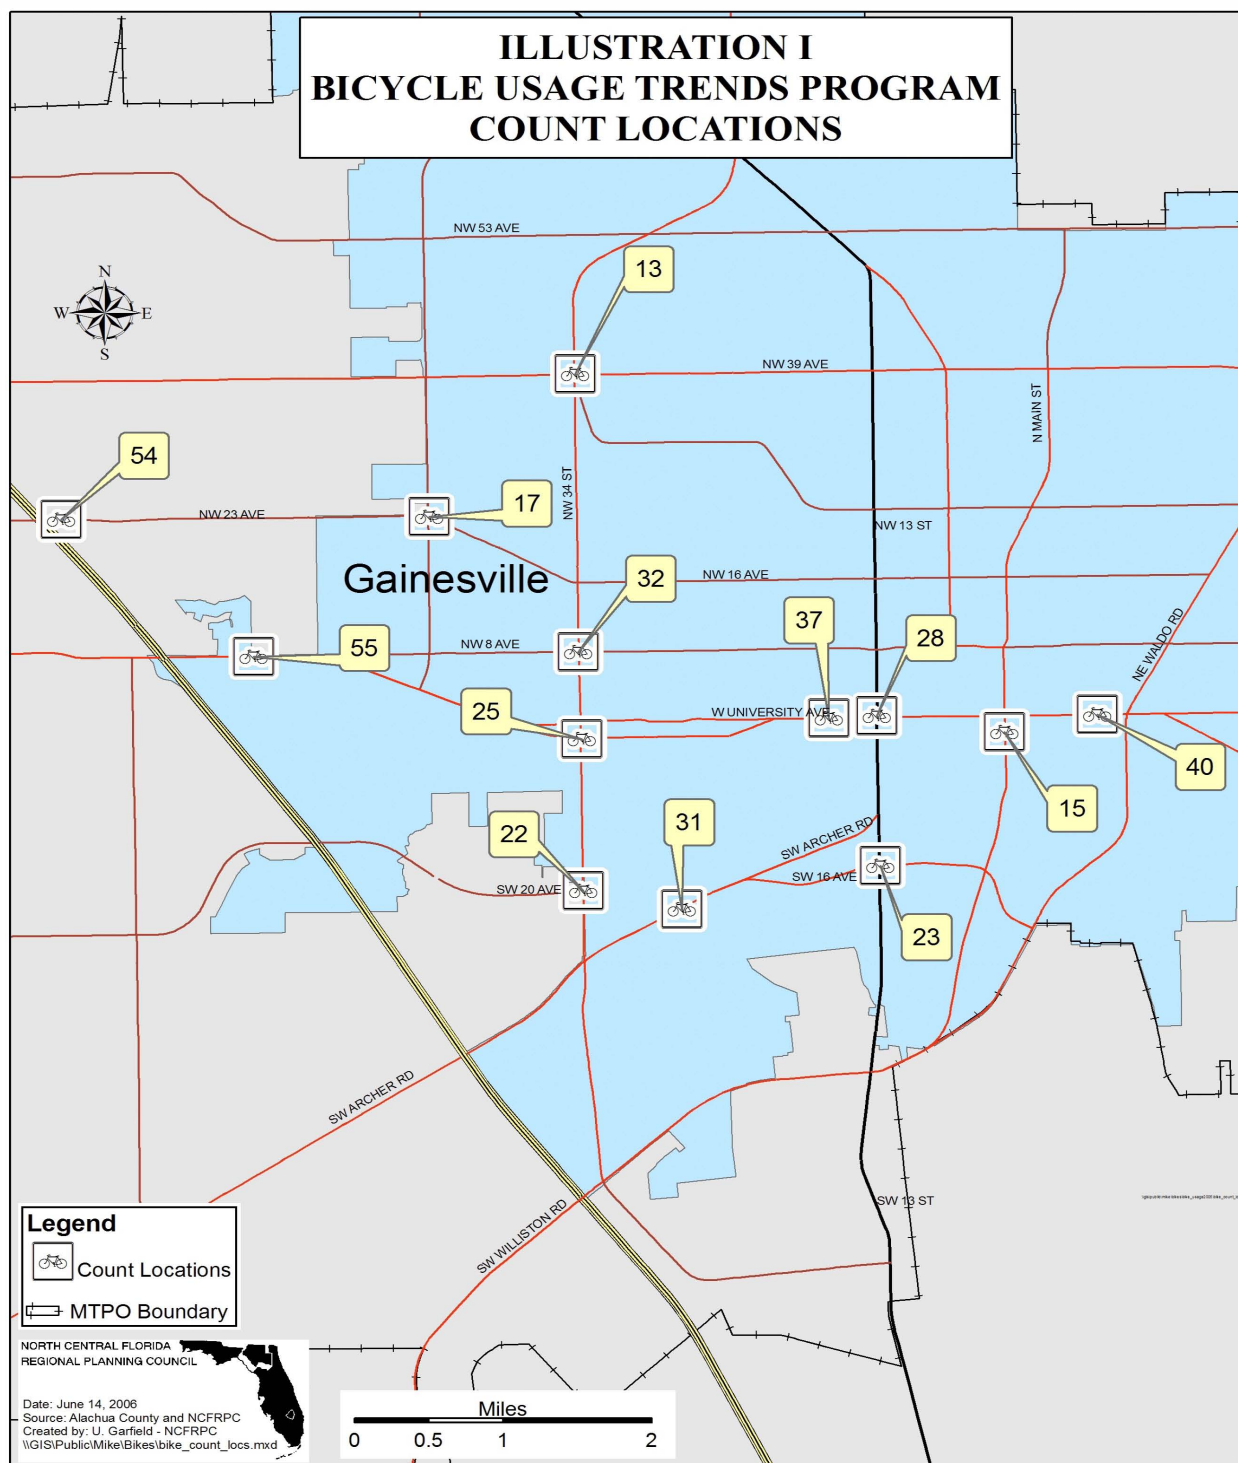 ILLUSTRATION I
BICYCLE USAGE TRENDS PROGRAM
COUNT LOCATIONS
NW 53 AVE
13
N
W
E
S
NW 39 AVE
N MAIN ST
54
NW 34 ST
17
NW 23 AVE
NW 13 ST
Gainesville
32
NW 16 AVE
37
28
NE WALDO RD
55
NW 8 AVE
25
W UNIVERSITY AVE
40
15
22
31
SW ARCHER RD
SW 20 AVE
SW 16 AVE
23
SW ARCHER RD
SW 13 ST
SW WILLISTON RD
Legend
Count Locations
MTPO Boundary
NORTH CENTRAL FLORIDA
REGIONAL PLANNING COUNCIL
Date: June 14, 2006
Source: Alachua County and NCFRPC
Created by: U. Garfield - NCFRPC
\\GIS\Public\Mike\Bikes\bike_count_locs.mxd
Miles
0 0.5 1 2